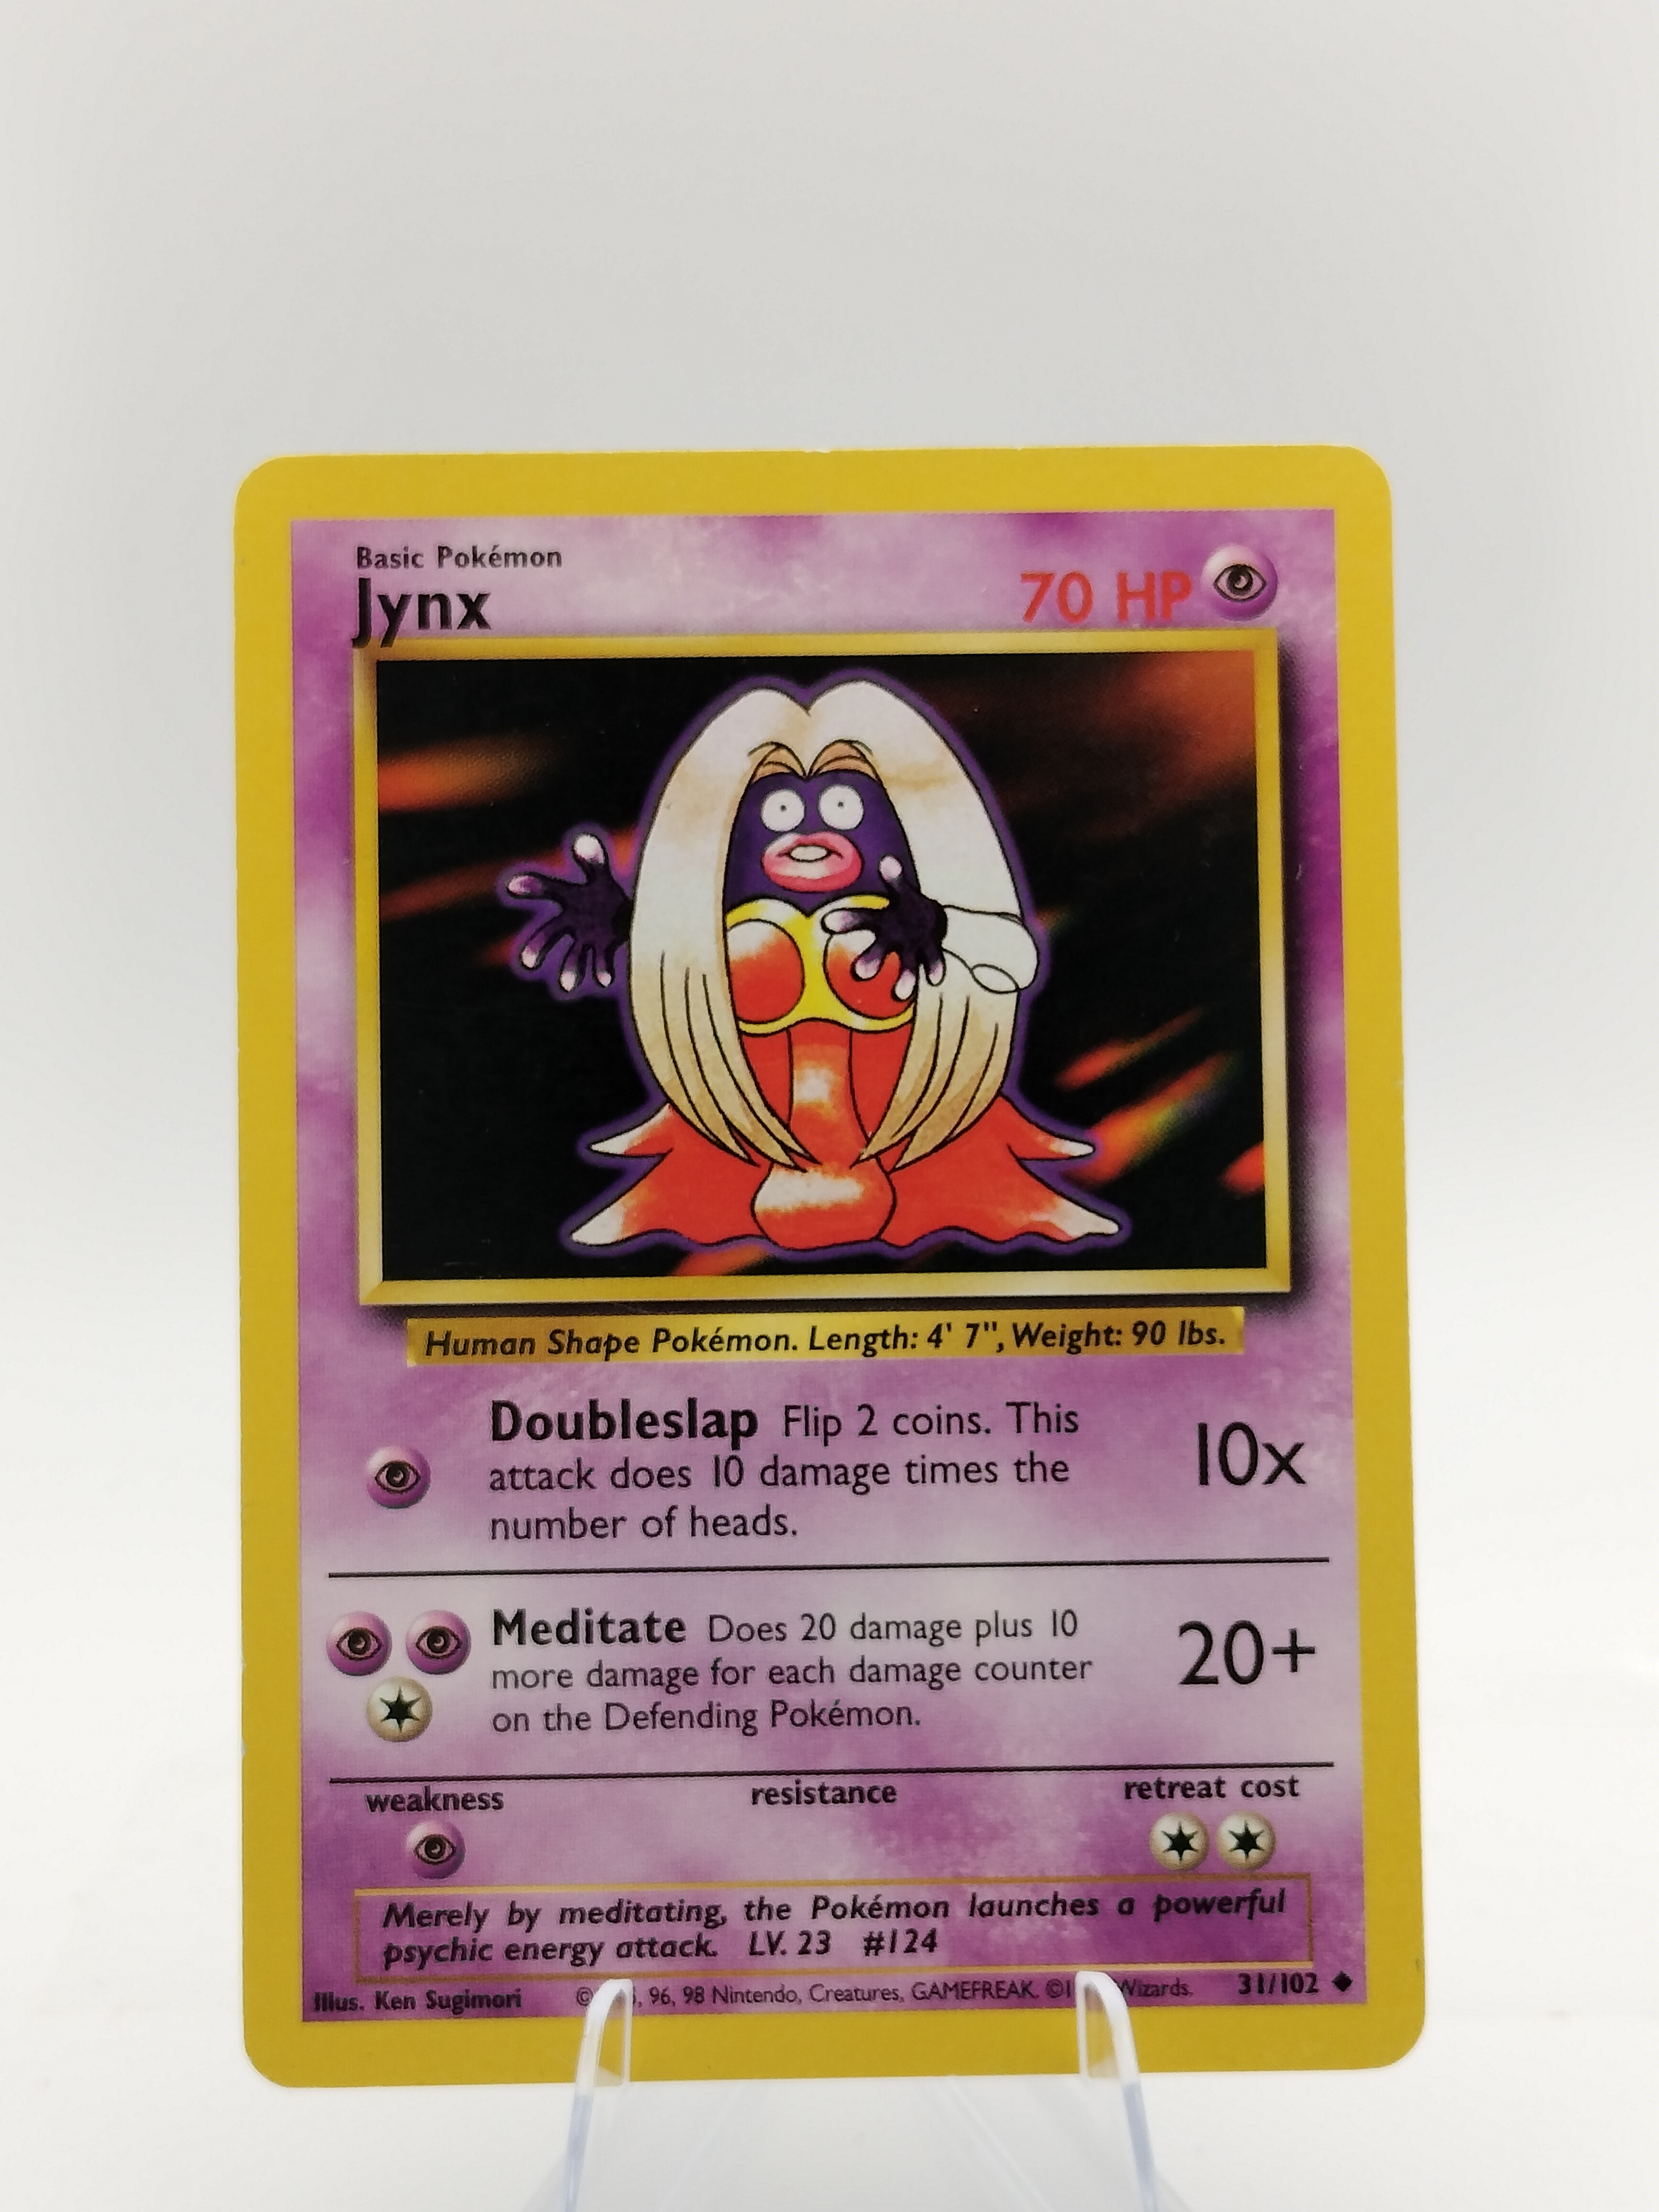 Basic Pokémon
Jynx
70 HP
Human Shape Pokémon. Length: 4' 7", Weight: 90 lbs.
Doubleslap Flip 2 coins. This
attack does 10 damage times the
number of heads.
10x
Meditate Does 20 damage plus 10
more damage for each damage counter
on the Defending Pokémon.
20+
weakness resistance retreat cost
Merely by meditating, the Pokémon launches a powerful
psychic energy attack. LV. 23 #124
Illus. Ken Sugimori © , 96, 98 Nintendo, Creatures, GAMEFREAK. © Wizards. 31/102